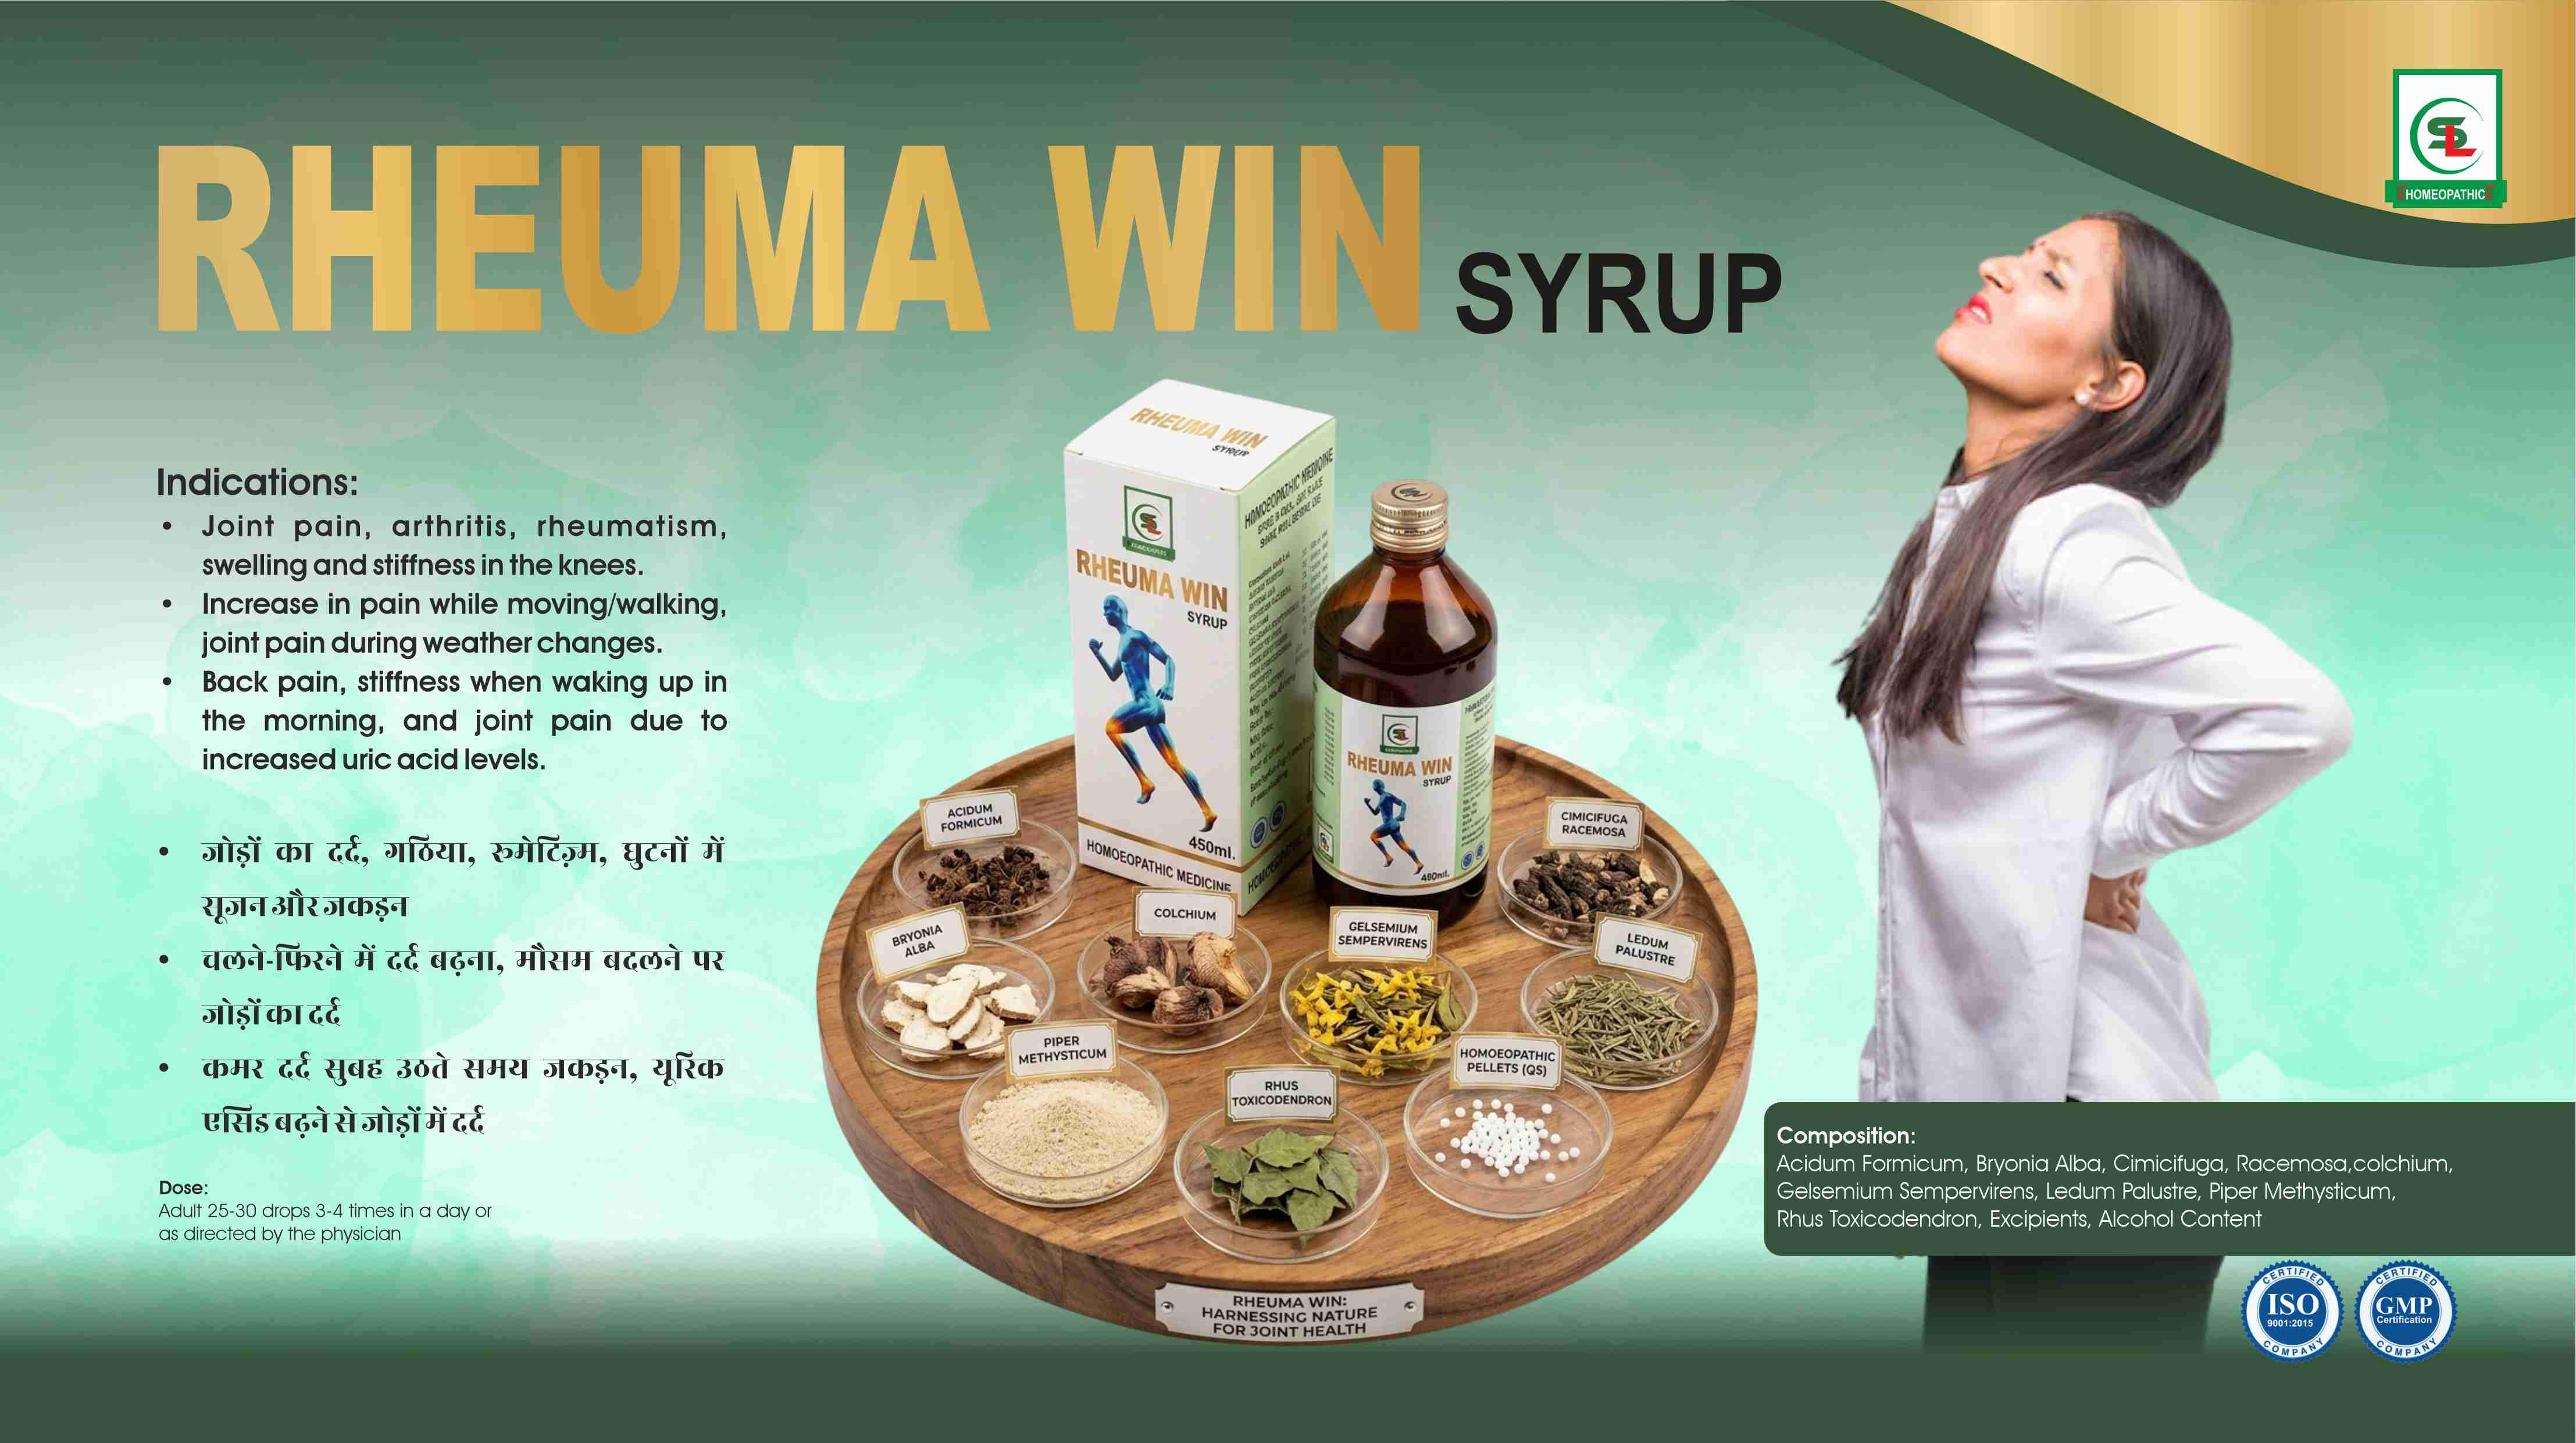 HOMEOPATHIC
RHEUMA WIN SYRUP
Indications:
• Joint pain, arthritis, rheumatism,
swelling and stiffness in the knees.
• Increase in pain while moving/walking,
joint pain during weather changes.
• Back pain, stiffness when waking up in
the morning, and joint pain due to
increased uric acid levels.
• जोड़ों का दर्द, गठिया, रूमेटिज़्म, घुटनों में
सूजन और जकड़न
• चलने-फिरने में दर्द बढ़ना, मौसम बदलने पर
जोड़ों का दर्द
• कमर दर्द सुबह उठते समय जकड़न, यूरिक
एसिड बढ़ने से जोड़ों में दर्द
Dose:
Adult 25-30 drops 3-4 times in a day or
as directed by the physician
RHEUMA WIN
SYRUP
RHEUMA WIN
SYRUP
450ml.
HOMOEOPATHIC MEDICINE
HOMOEOPATHIC MEDICINE
RHEUMA WIN
SYRUP
ACIDUM
FORMICUM
CIMICIFUGA
RACEMOSA
BRYONIA
ALBA
COLCHIUM
GELSEMIUM
SEMPERVIRENS
LEDUM
PALUSTRE
PIPER
METHYSTICUM
RHUS
TOXICODENDRON
HOMOEOPATHIC
PELLETS (QS)
RHEUMA WIN:
HARNESSING NATURE
FOR JOINT HEALTH
Composition:
Acidum Formicum, Bryonia Alba, Cimicifuga, Racemosa,colchium,
Gelsemium Sempervirens, Ledum Palustre, Piper Methysticum,
Rhus Toxicodendron, Excipients, Alcohol Content
CERTIFIED
ISO
9001:2015
COMPANY
CERTIFIED
GMP
Certification
COMPANY